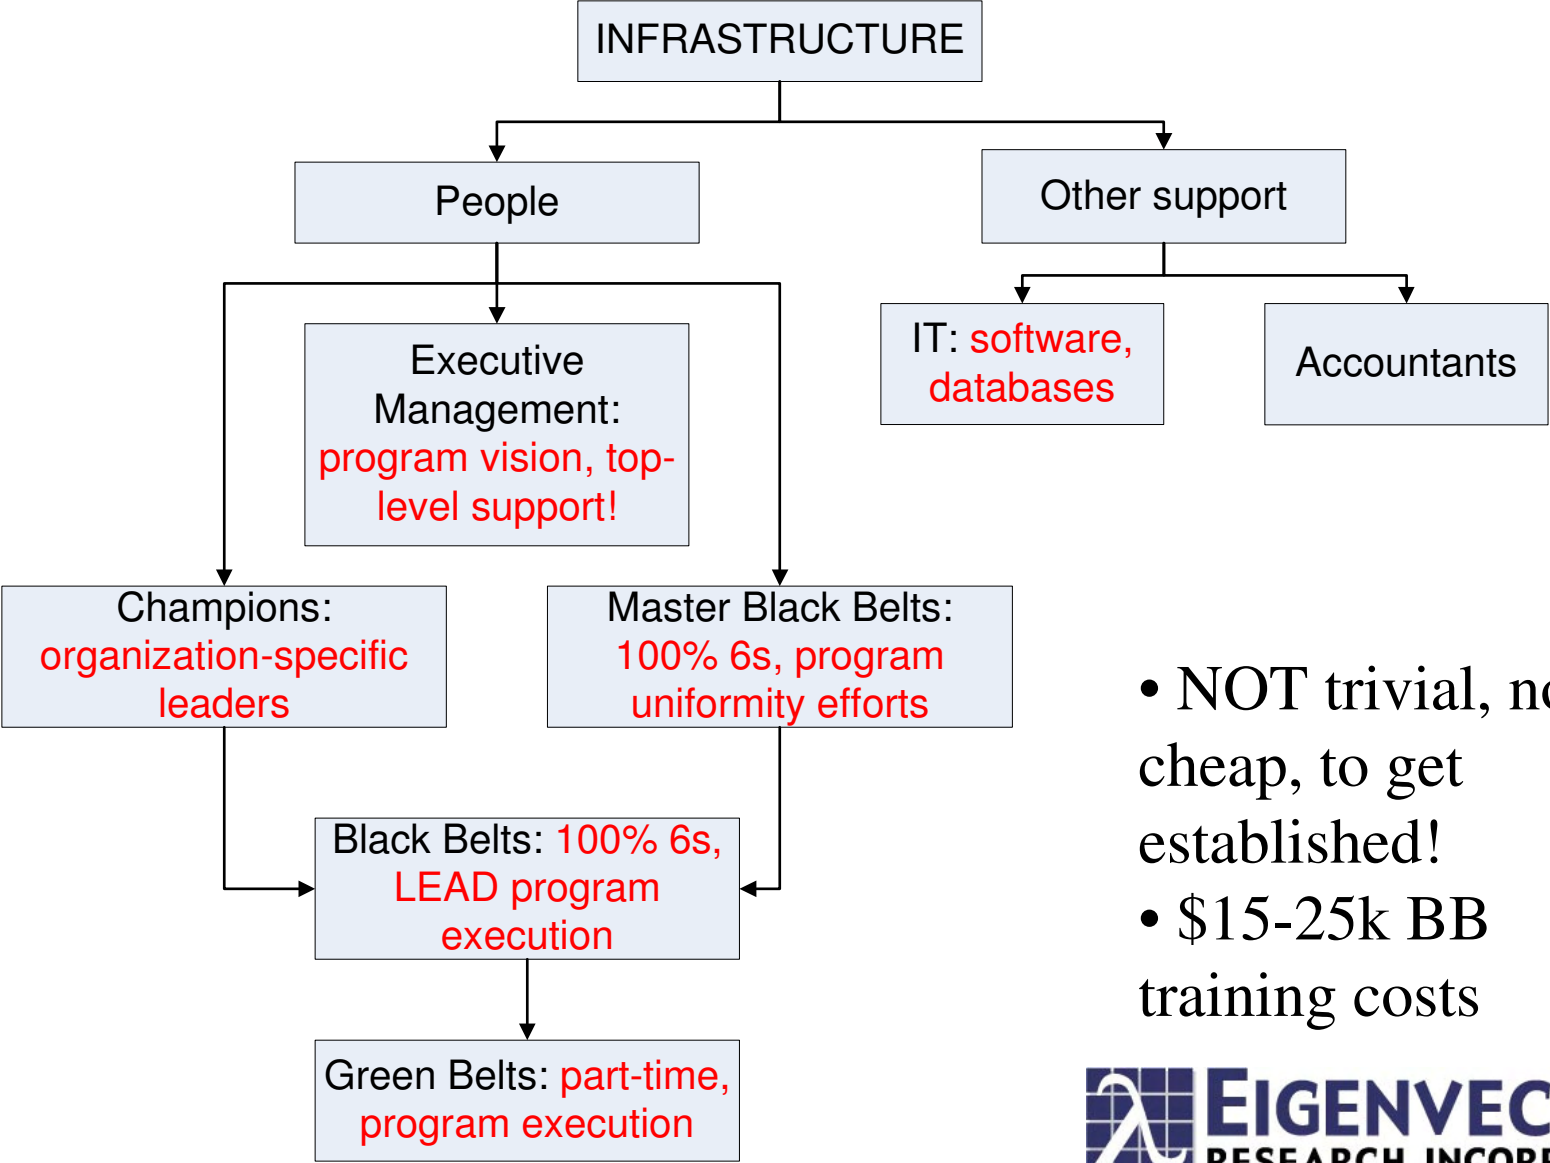 INFRASTRUCTURE
People
Other support
Executive
Management:
program vision, top-
level support!
IT: software,
databases
Accountants
Champions:
organization-specific
leaders
Master Black Belts:
100% 6s, program
uniformity efforts
Black Belts: 100% 6s,
LEAD program
execution
Green Belts: part-time,
program execution
• NOT trivial,
cheap, to get
established!
• $15-25k BB
training costs
EIGENVEC
RESEARCH